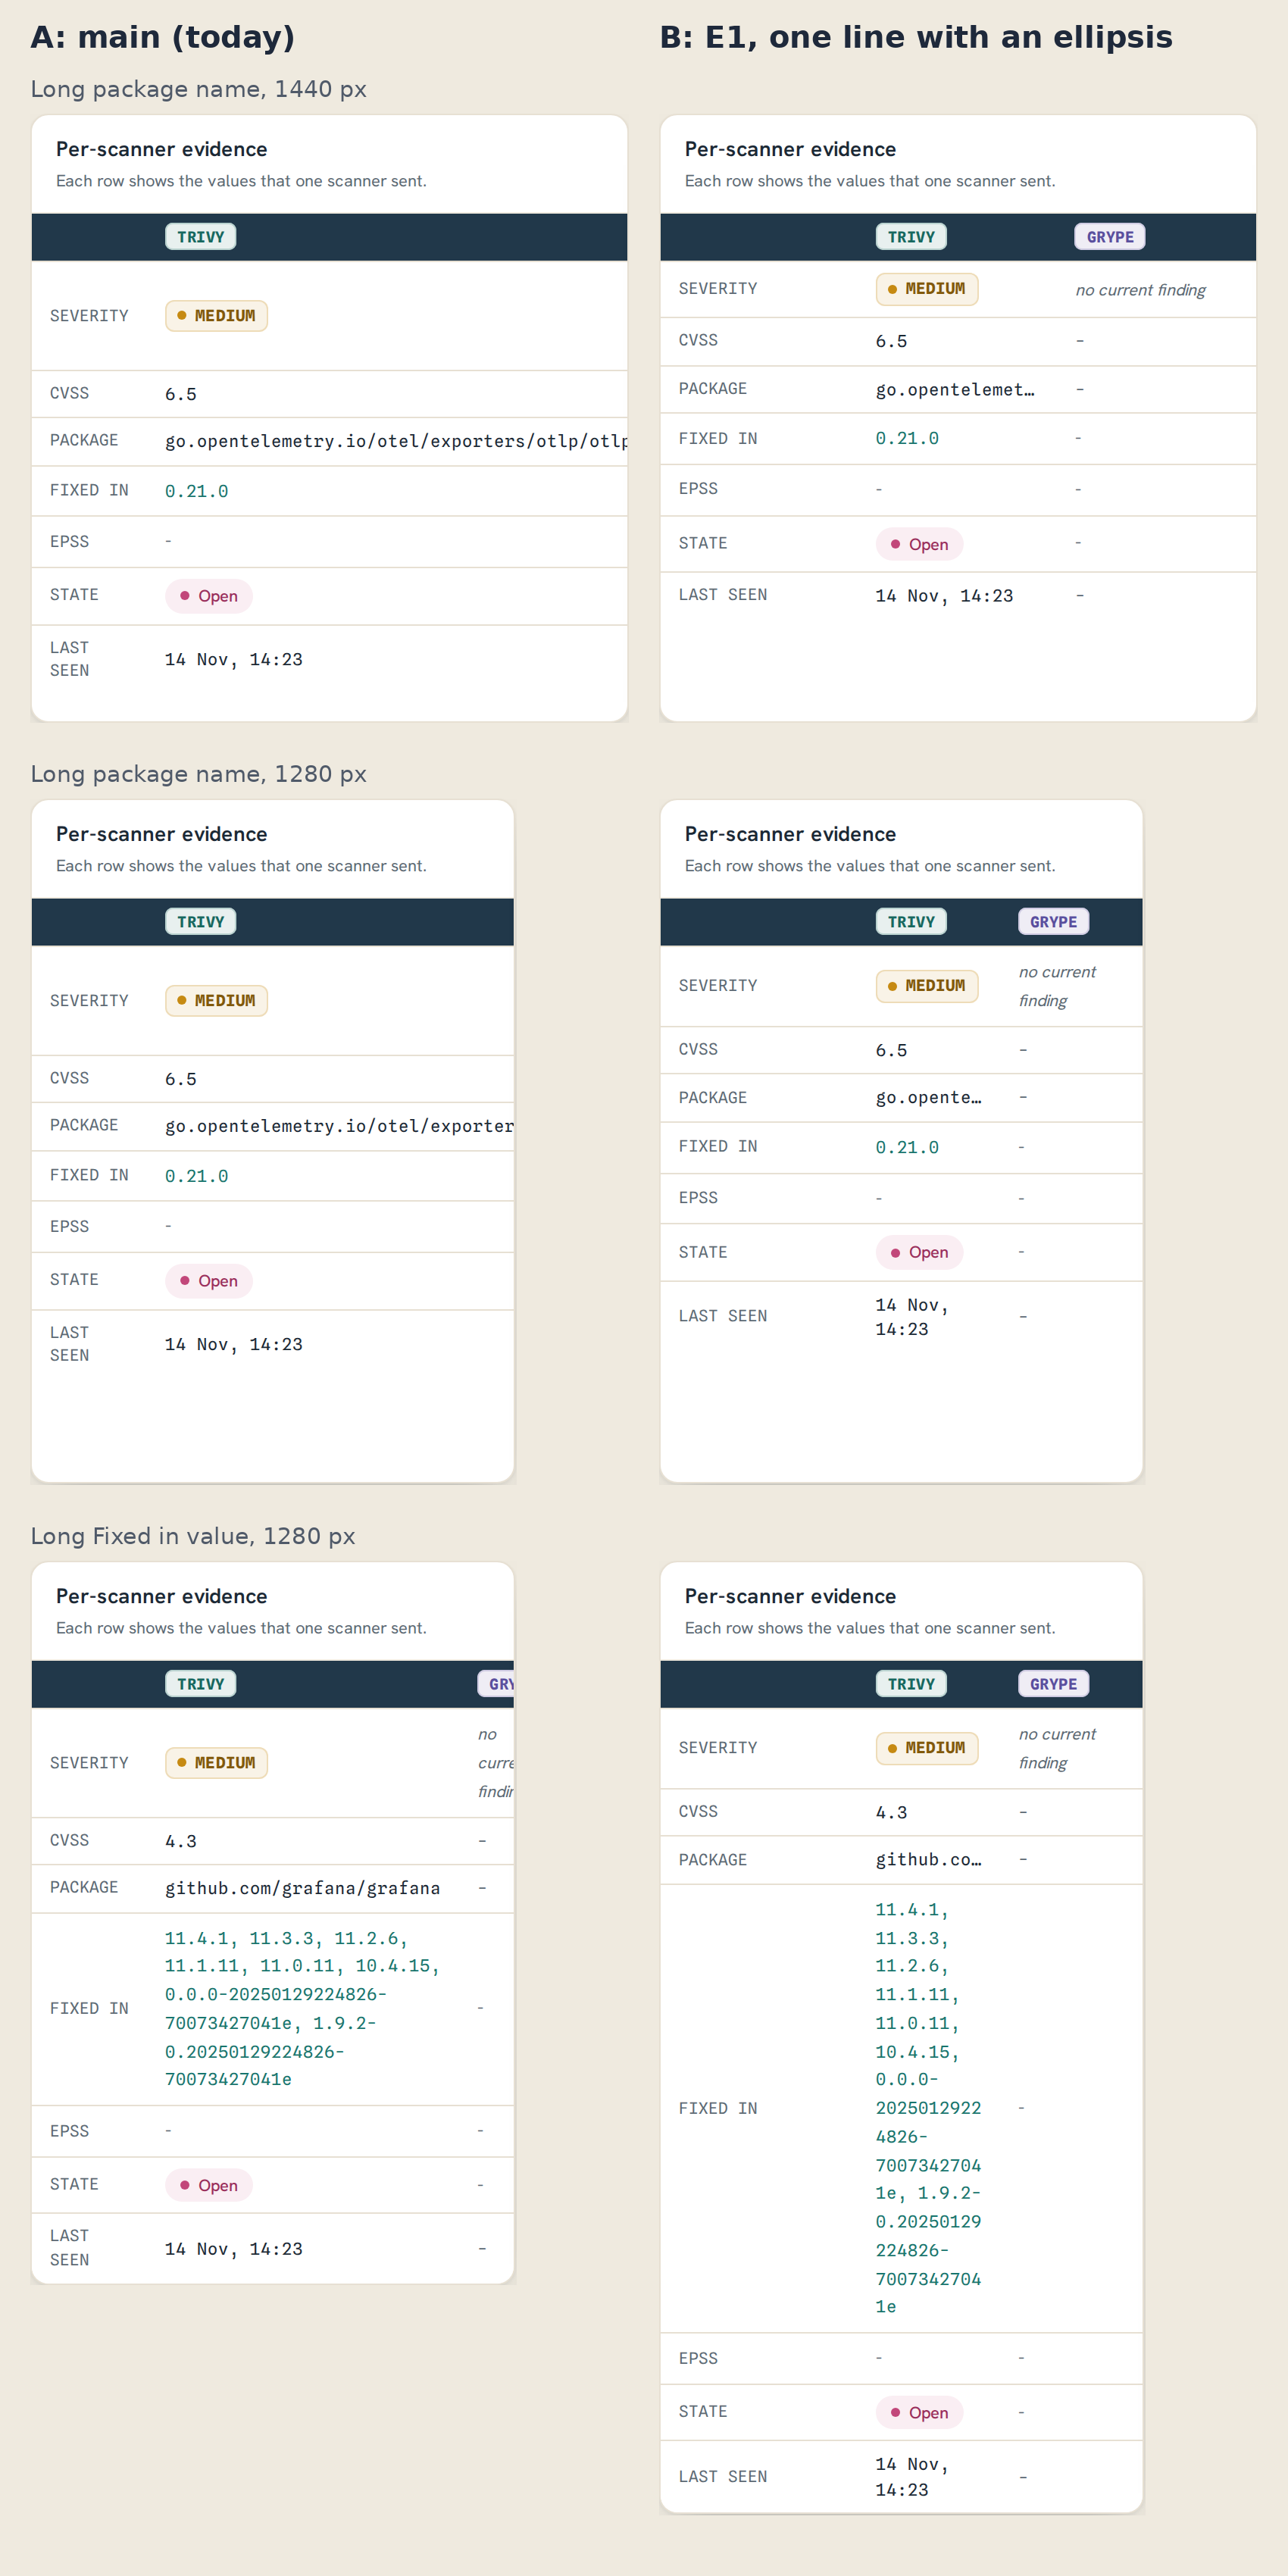 A: main (today)
B: E1, one line with an ellipsis
Long package name, 1440 px
Per-scanner evidence
Each row shows the values that one scanner sent.
TRIVY
SEVERITY
MEDIUM
CVSS
6.5
PACKAGE
go.opentelemetry.io/otel/exporters/otlp/otlp
FIXED IN
0.21.0
EPSS
-
STATE
Open
LAST
SEEN
14 Nov, 14:23
Per-scanner evidence
Each row shows the values that one scanner sent.
TRIVY GRYPE
SEVERITY MEDIUM no current finding
CVSS 6.5 -
PACKAGE go.opentelemet… -
FIXED IN 0.21.0 -
EPSS - -
STATE Open -
LAST SEEN 14 Nov, 14:23 -
Long package name, 1280 px
Per-scanner evidence
Each row shows the values that one scanner sent.
TRIVY
SEVERITY
MEDIUM
CVSS
6.5
PACKAGE
go.opentelemetry.io/otel/exporter
FIXED IN
0.21.0
EPSS
-
STATE
Open
LAST
SEEN
14 Nov, 14:23
Per-scanner evidence
Each row shows the values that one scanner sent.
TRIVY GRYPE
SEVERITY MEDIUM
no current
finding
CVSS 6.5 -
PACKAGE go.opente… -
FIXED IN 0.21.0 -
EPSS - -
STATE Open -
LAST SEEN
14 Nov,
14:23
-
Long Fixed in value, 1280 px
Per-scanner evidence
Each row shows the values that one scanner sent.
TRIVY GRY
SEVERITY MEDIUM
no
curre
findin
CVSS 4.3 -
PACKAGE github.com/grafana/grafana -
FIXED IN
11.4.1, 11.3.3, 11.2.6,
11.1.11, 11.0.11, 10.4.15,
0.0.0-20250129224826-
70073427041e, 1.9.2-
0.20250129224826-
70073427041e
-
EPSS - -
STATE Open -
LAST
SEEN
14 Nov, 14:23 -
Per-scanner evidence
Each row shows the values that one scanner sent.
TRIVY GRYPE
SEVERITY MEDIUM
no current
finding
CVSS 4.3 -
PACKAGE github.co… -
FIXED IN
11.4.1,
11.3.3,
11.2.6,
11.1.11,
11.0.11,
10.4.15,
0.0.0-
2025012922
4826-
7007342704
1e, 1.9.2-
0.20250129
224826-
7007342704
1e
-
EPSS - -
STATE Open -
LAST SEEN
14 Nov,
14:23
-